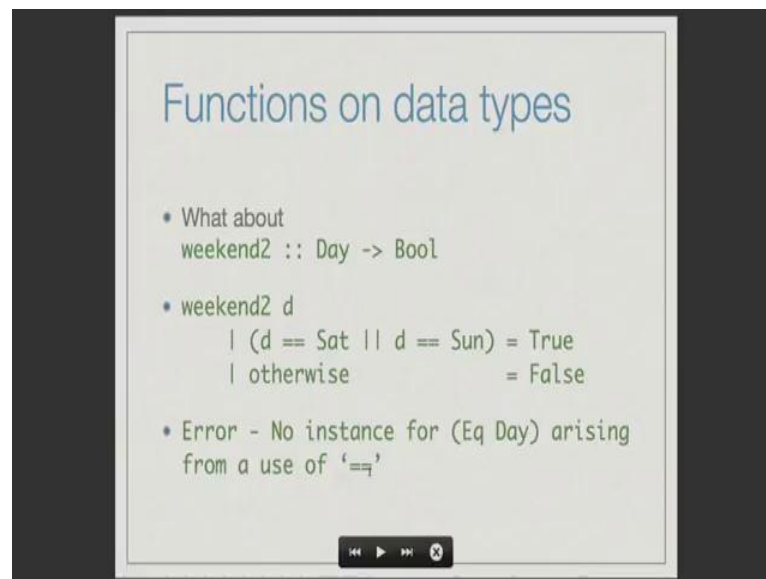 Functions on data types
• What about
weekend2 :: Day -> Bool
• weekend2 d
| (d == Sat || d == Sun) = True
| otherwise = False
• Error - No instance for (Eq Day) arising
from a use of ‘==’